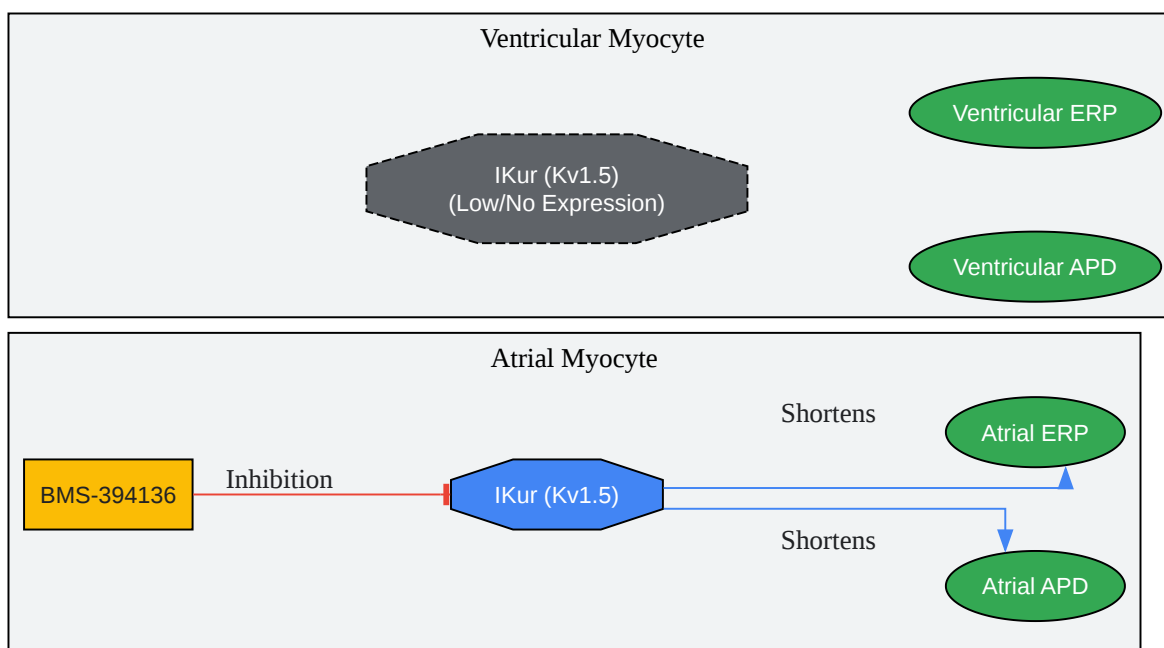 Ventricular Myocyte
Ventricular ERP
IKur (Kv1.5)
(Low/No Expression)
Ventricular APD
Atrial Myocyte
Shortens
Atrial ERP
BMS-394136
Inhibition
IKur (Kv1.5)
Shortens
Atrial APD